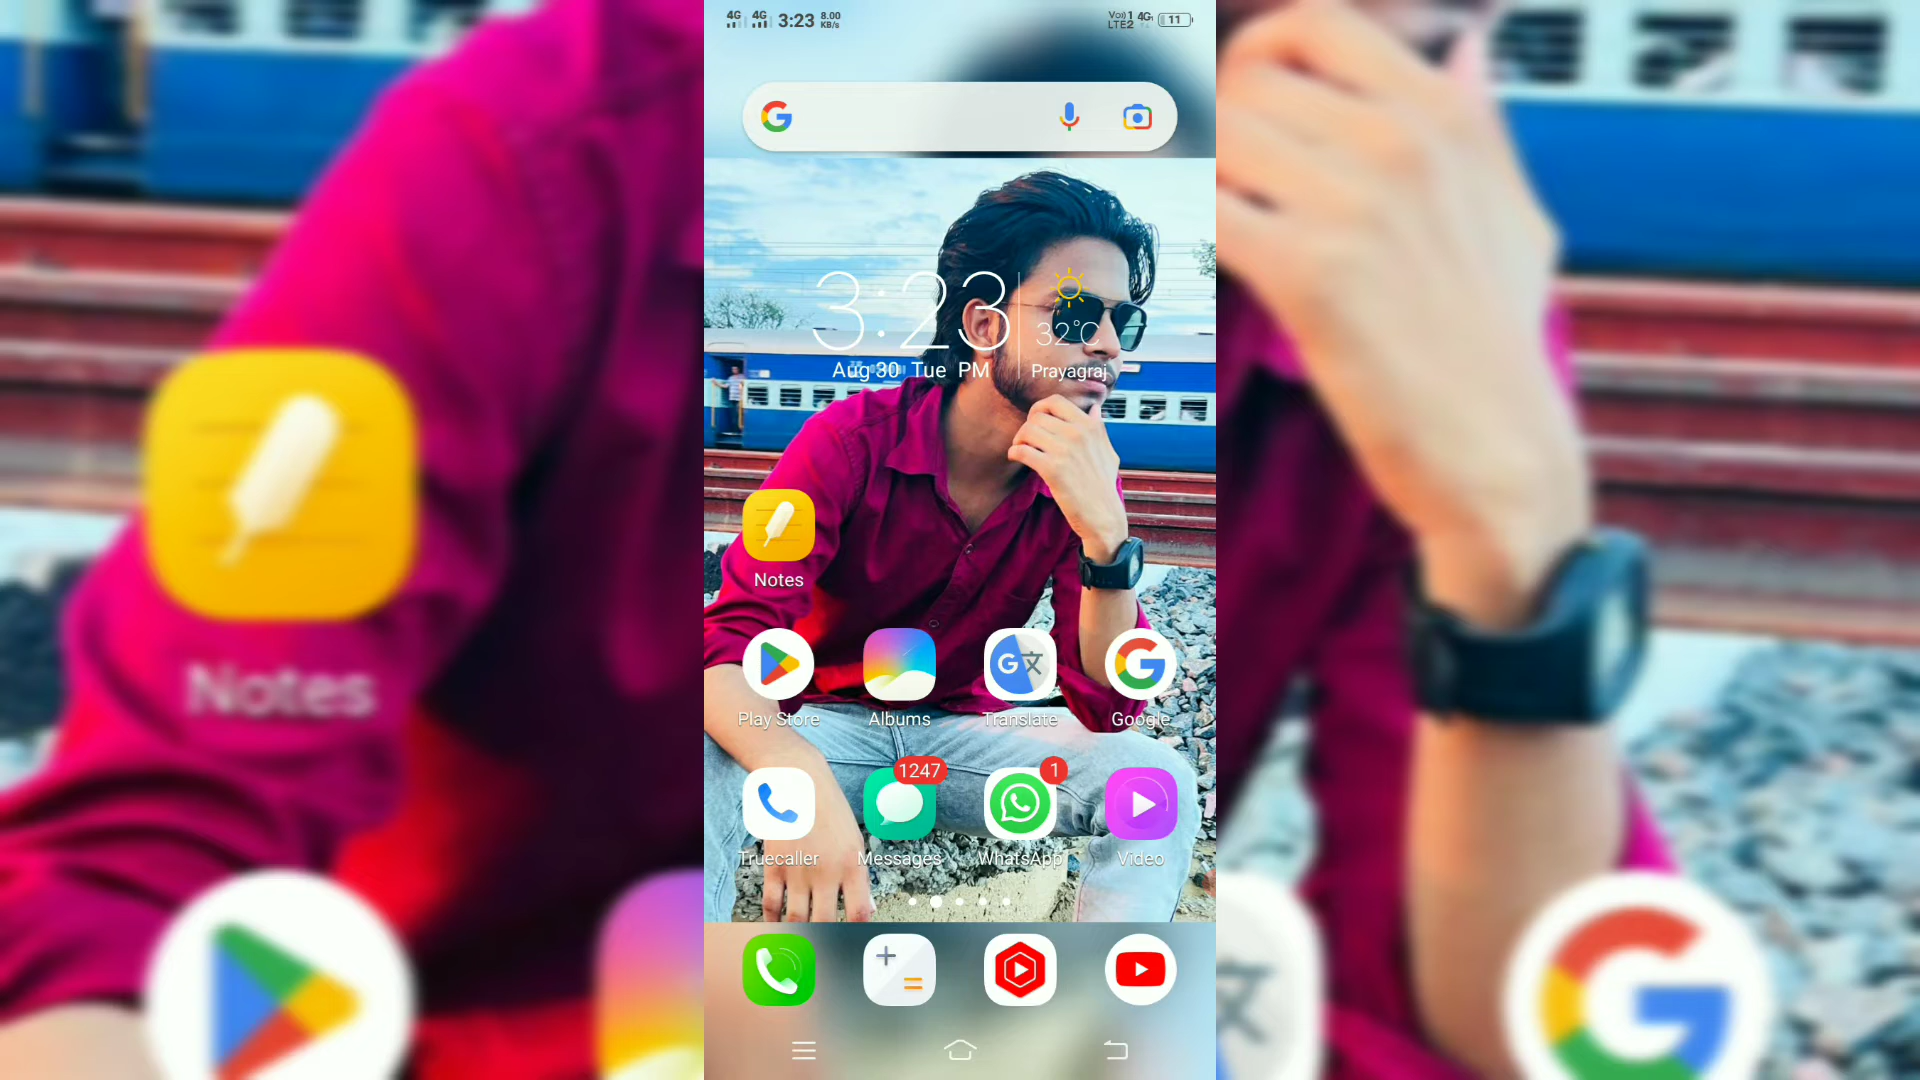 4G 4G 3:23 8.00 KB/s Vo)) 1 LTE2 4G 11
3:23
32°C
Aug 30 Tue PM
Prayagraj
Notes
Notes
Play Store Albums Translate Google
1247 1
Truecaller Messages WhatsApp Video